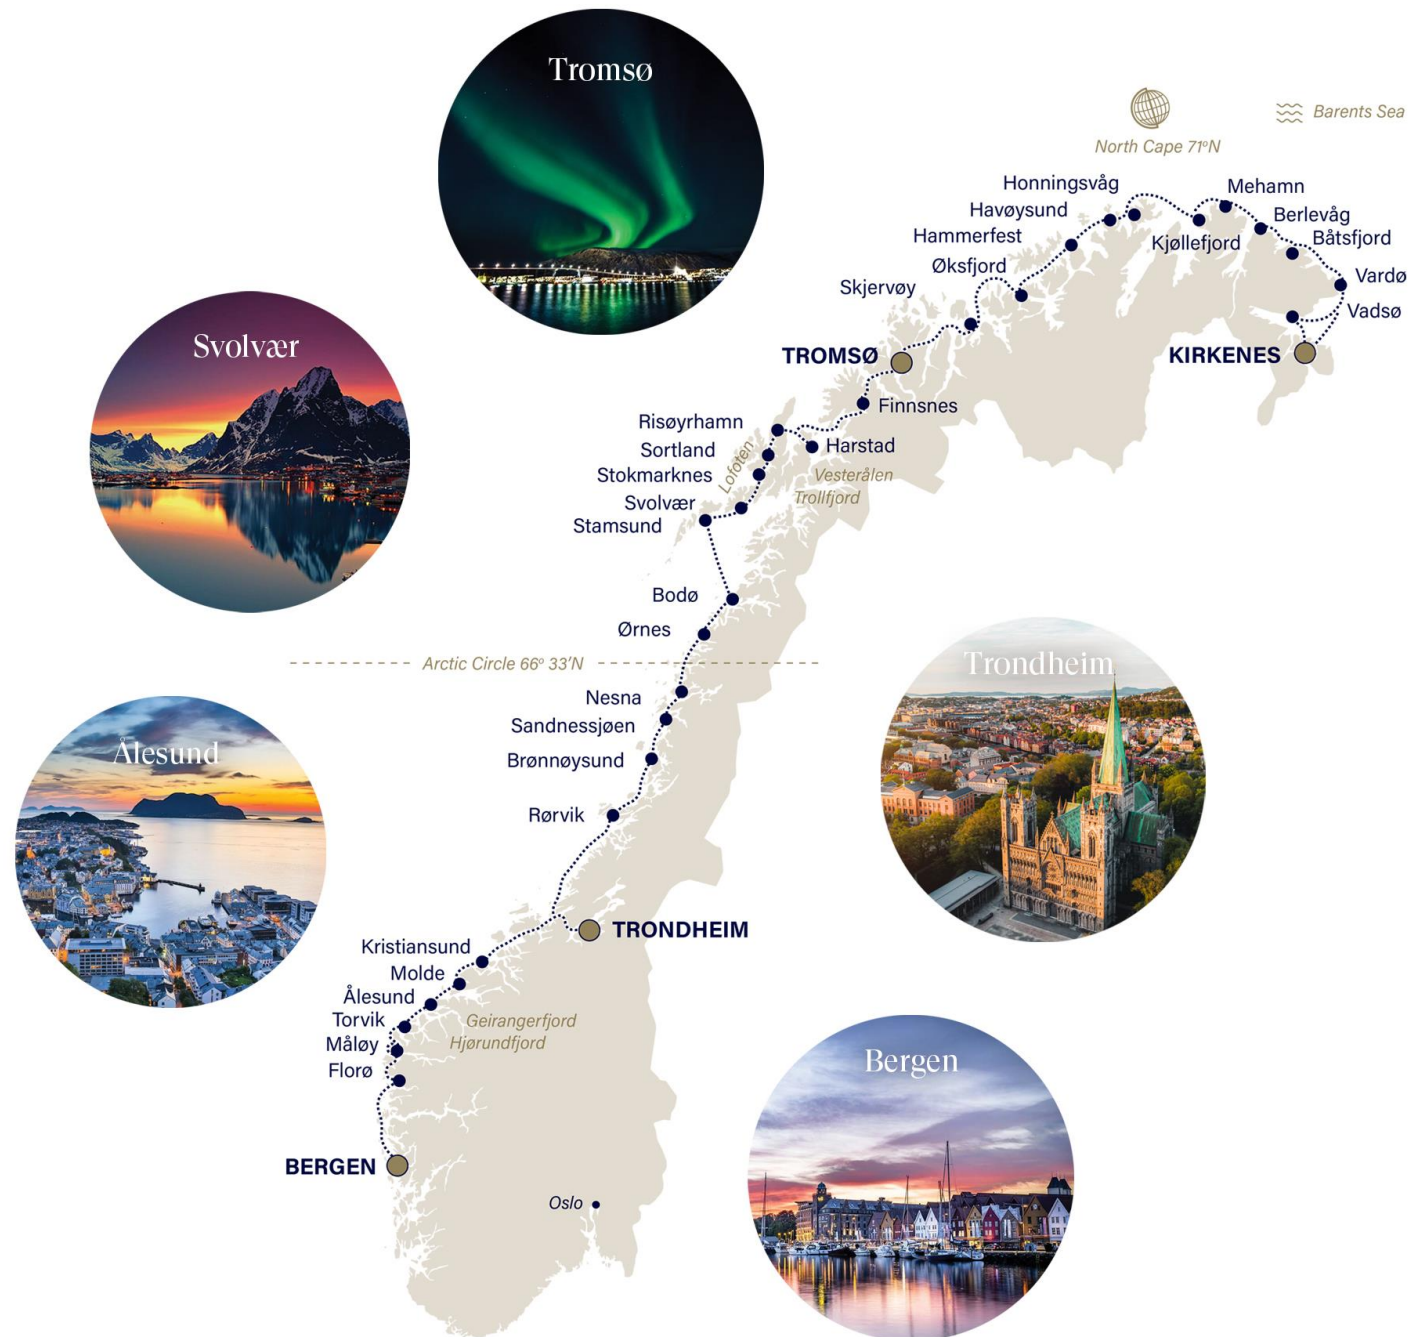 Tromsø
Barents Sea
North Cape 71ºN
Honningsvåg
Mehamn
Havøysund
Berlevåg
Hammerfest
Kjøllefjord
Båtsfjord
Øksfjord
Vardø
Skjervøy
Vadsø
Svolvær
TROMSØ
KIRKENES
Finnsnes
Risøyrhamn
Harstad
Sortland
Lofoten
Stokmarknes
Vesterålen
Trollfjord
Svolvær
Stamsund
Bodø
Ørnes
Arctic Circle 66º 33’N
Trondheim
Nesna
Sandnessjøen
Ålesund
Brønnøysund
Rørvik
TRONDHEIM
Kristiansund
Molde
Ålesund
Torvik
Geirangerfjord
Måløy
Hjørundfjord
Florø
Bergen
BERGEN
Oslo